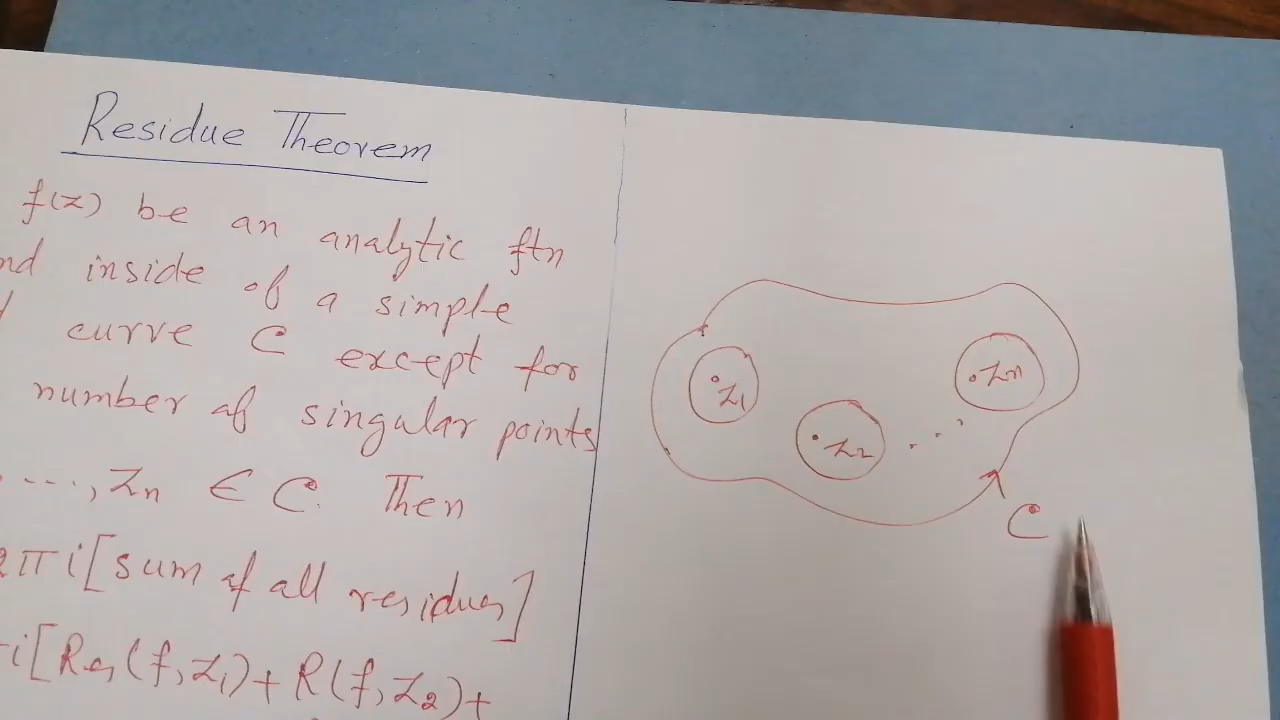 Residue Theorem
f(z) be an analytic ftn
nd inside of a simple
curve C except for
number of singular points
...., Zn ∈ C. Then
2πi[sum of all residues]
i[Res(f,z1)+ R(f,z2)+
z1
z2
...
zn
C